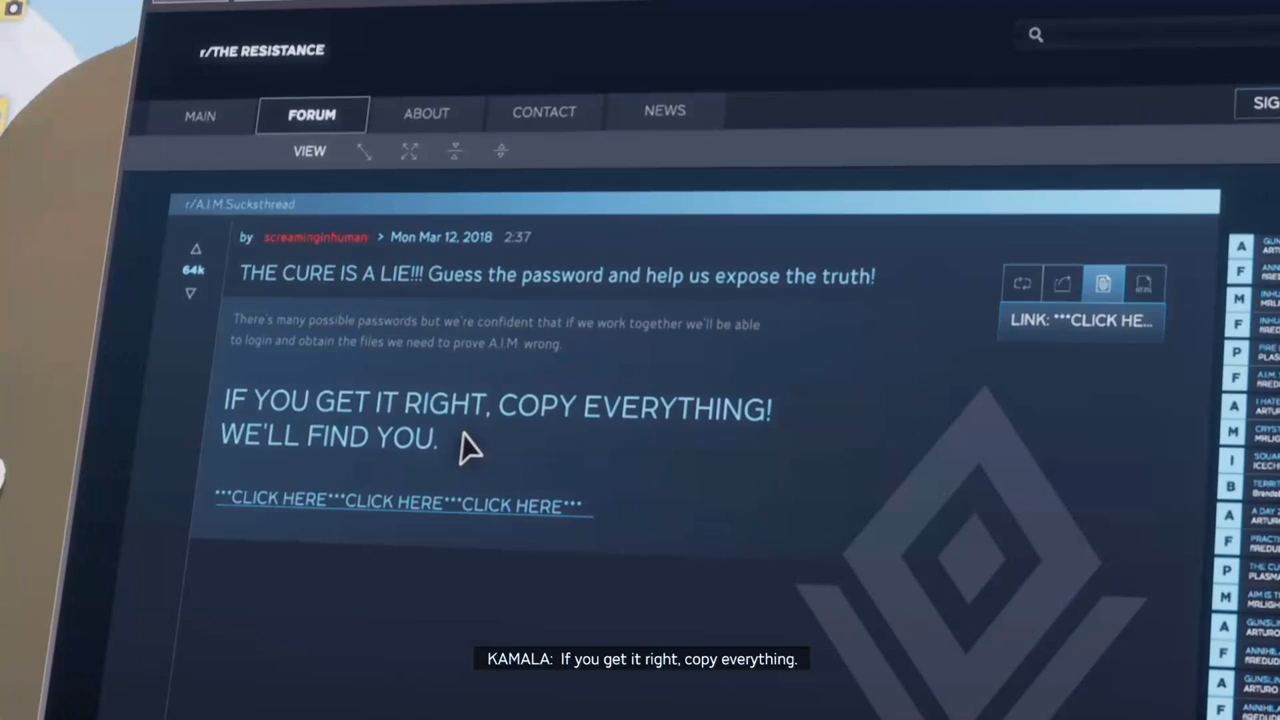 r/THE RESISTANCE
MAIN
FORUM
ABOUT
CONTACT
NEWS
SIG
VIEW
r/A.I.M.Sucksthread
by screaminginhuman > Mon Mar 12, 2018 2:37
64k
THE CURE IS A LIE!!! Guess the password and help us expose the truth!
LINK: ***CLICK HE...
There's many possible passwords but we're confident that if we work together we'll be able
to login and obtain the files we need to prove A.I.M. wrong.
IF YOU GET IT RIGHT, COPY EVERYTHING!
WE'LL FIND YOU.
***CLICK HERE***CLICK HERE***CLICK HERE***
A
F
M
F
P
F
A
M
I
B
A
F
P
M
A
F
A
F
KAMALA: If you get it right, copy everything.